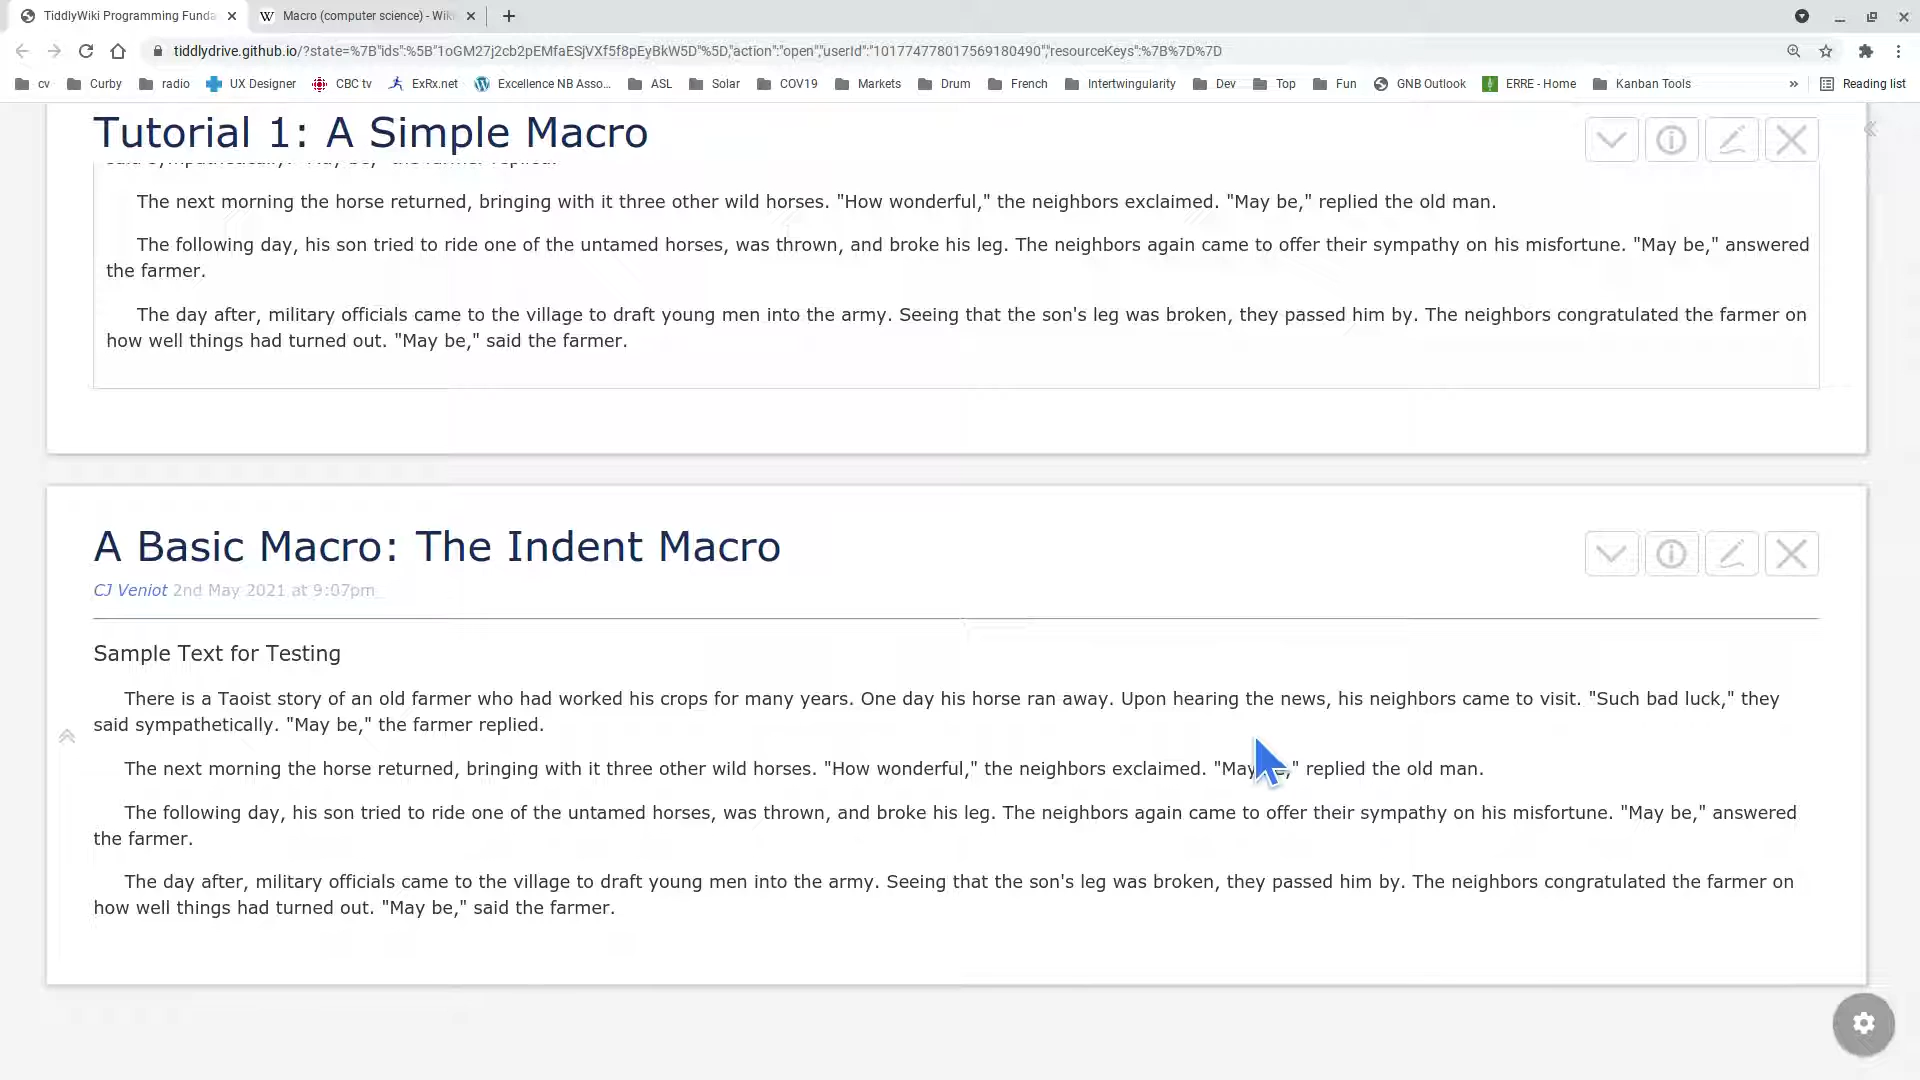 TiddlyWiki Programming Funda
Macro (computer science) - Wiki
tiddlydrive.github.io/?state=%7B"ids":%5B"1oGM27j2cb2pEMfaESjVXf5f8pEyBkW5D"%5D,"action":"open","userId":"101774778017569180490","resourceKeys":%7B%7D%7D
cv Curby radio UX Designer CBC tv ExRx.net Excellence NB Asso... ASL Solar COV19 Markets Drum French Intertwingularity Dev Top Fun GNB Outlook ERRE - Home Kanban Tools » Reading list
Tutorial 1: A Simple Macro
said sympathetically. "May be," the farmer replied.
The next morning the horse returned, bringing with it three other wild horses. "How wonderful," the neighbors exclaimed. "May be," replied the old man.
The following day, his son tried to ride one of the untamed horses, was thrown, and broke his leg. The neighbors again came to offer their sympathy on his misfortune. "May be," answered
the farmer.
The day after, military officials came to the village to draft young men into the army. Seeing that the son's leg was broken, they passed him by. The neighbors congratulated the farmer on
how well things had turned out. "May be," said the farmer.
A Basic Macro: The Indent Macro
CJ Veniot 2nd May 2021 at 9:07pm
Sample Text for Testing
There is a Taoist story of an old farmer who had worked his crops for many years. One day his horse ran away. Upon hearing the news, his neighbors came to visit. "Such bad luck," they
said sympathetically. "May be," the farmer replied.
The next morning the horse returned, bringing with it three other wild horses. "How wonderful," the neighbors exclaimed. "May be," replied the old man.
The following day, his son tried to ride one of the untamed horses, was thrown, and broke his leg. The neighbors again came to offer their sympathy on his misfortune. "May be," answered
the farmer.
The day after, military officials came to the village to draft young men into the army. Seeing that the son's leg was broken, they passed him by. The neighbors congratulated the farmer on
how well things had turned out. "May be," said the farmer.